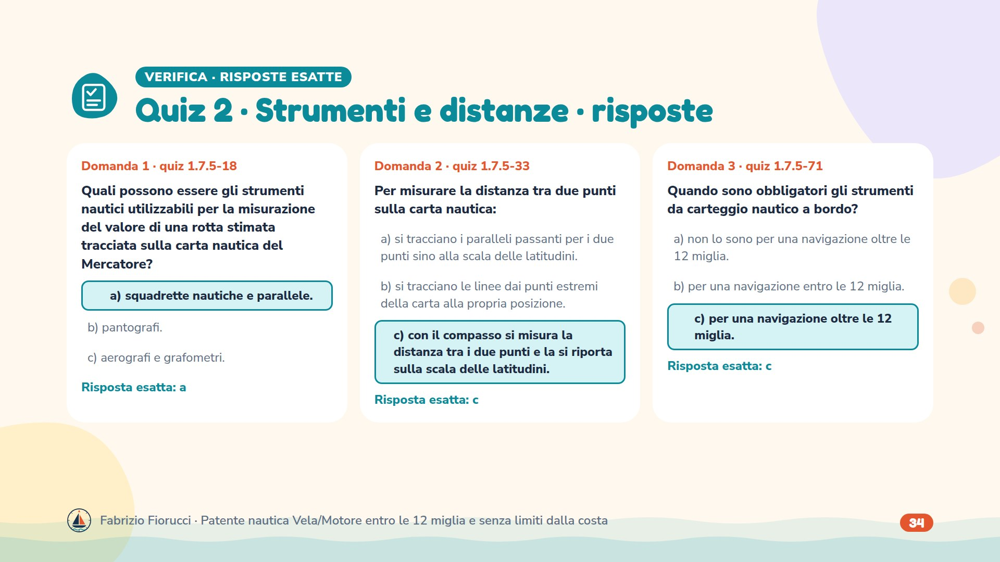 VERIFICA · RISPOSTE ESATTE
Quiz 2 · Strumenti e distanze · risposte
Domanda 1 · quiz 1.7.5-18
Quali possono essere gli strumenti
nautici utilizzabili per la misurazione
del valore di una rotta stimata
tracciata sulla carta nautica del
Mercatore?
a) squadrette nautiche e parallele.
b) pantografi.
c) aerografi e grafometri.
Risposta esatta: a
Domanda 2 · quiz 1.7.5-33
Per misurare la distanza tra due punti
sulla carta nautica:
a) si tracciano i paralleli passanti per i due
punti sino alla scala delle latitudini.
b) si tracciano le linee dai punti estremi
della carta alla propria posizione.
c) con il compasso si misura la
distanza tra i due punti e la si riporta
sulla scala delle latitudini.
Risposta esatta: c
Domanda 3 · quiz 1.7.5-71
Quando sono obbligatori gli strumenti
da carteggio nautico a bordo?
a) non lo sono per una navigazione oltre le
12 miglia.
b) per una navigazione entro le 12 miglia.
c) per una navigazione oltre le 12
miglia.
Risposta esatta: c
Fabrizio Fiorucci · Patente nautica Vela/Motore entro le 12 miglia e senza limiti dalla costa
34